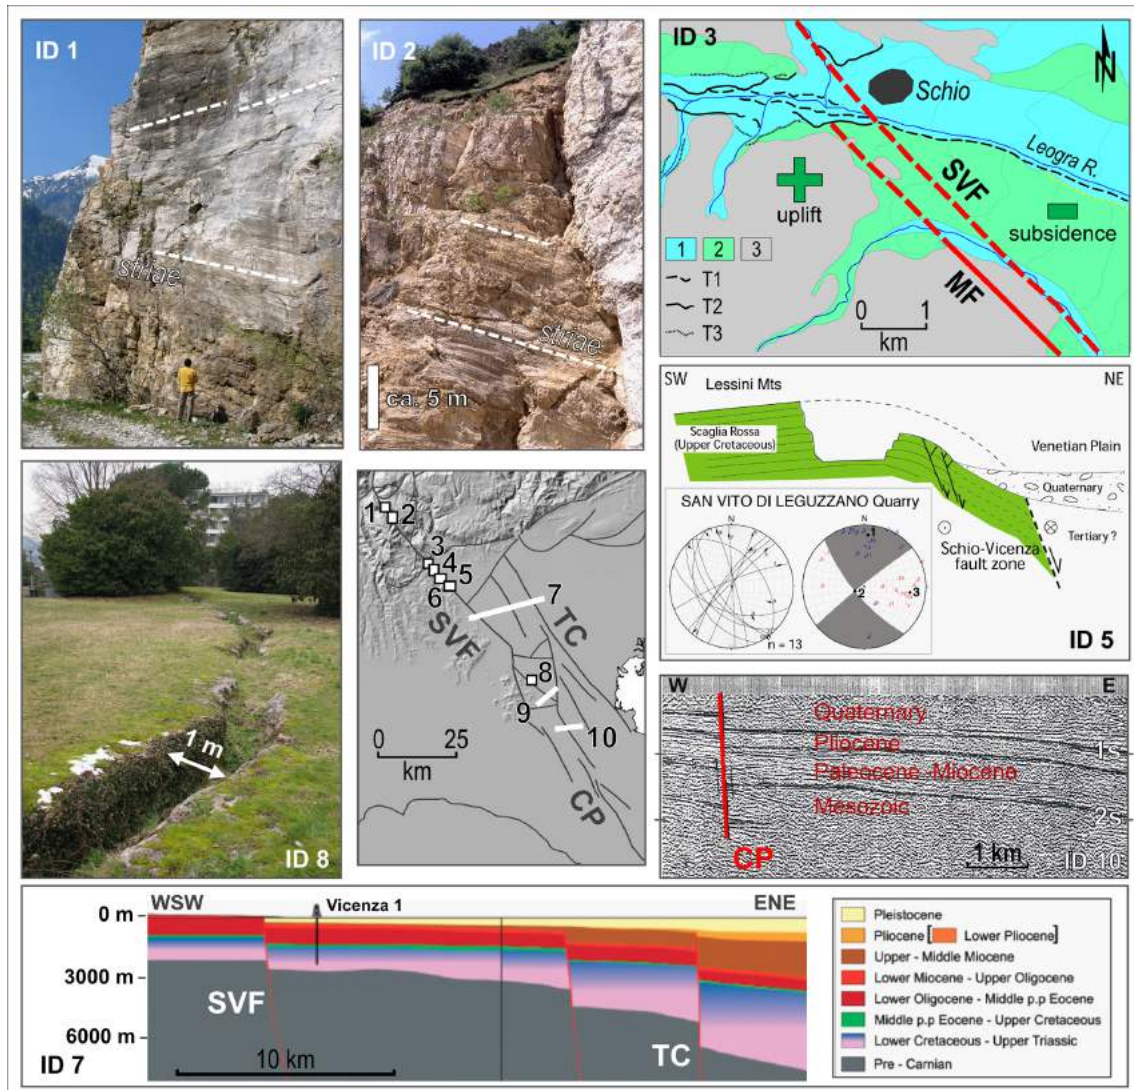 ID 1
striae
ID 2
striae
ca. 5 m
ID 3
N
Schio
Leogra R.
SVF
uplift
subsidence
MF
1 2 3
T1
T2
T3
0 1
km
SW NE
Lessini Mts
Scaglia Rossa
(Upper Cretaceous)
Venetian Plain
Quaternary
SAN VITO DI LEGUZZANO Quarry
N N
1
2
3
n = 13
Schio-Vicenza
fault zone
Tertiary ?
ID 5
1 m
ID 8
1
2
3
4
5
6
7
SVF
TC
8
9
10
0 25
km
CP
W E
Quaternary
Pliocene
1s
Paleocene -Miocene
Mesozoic
2s
CP
1 km
ID 10
WSW ENE
0 m
Vicenza 1
3000 m
SVF
6000 m
TC
10 km
ID 7
Pleistocene
Pliocene [ Lower Pliocene ]
Upper - Middle Miocene
Lower Miocene - Upper Oligocene
Lower Oligocene - Middle p.p Eocene
Middle p.p Eocene - Upper Cretaceous
Lower Cretaceous - Upper Triassic
Pre - Carnian